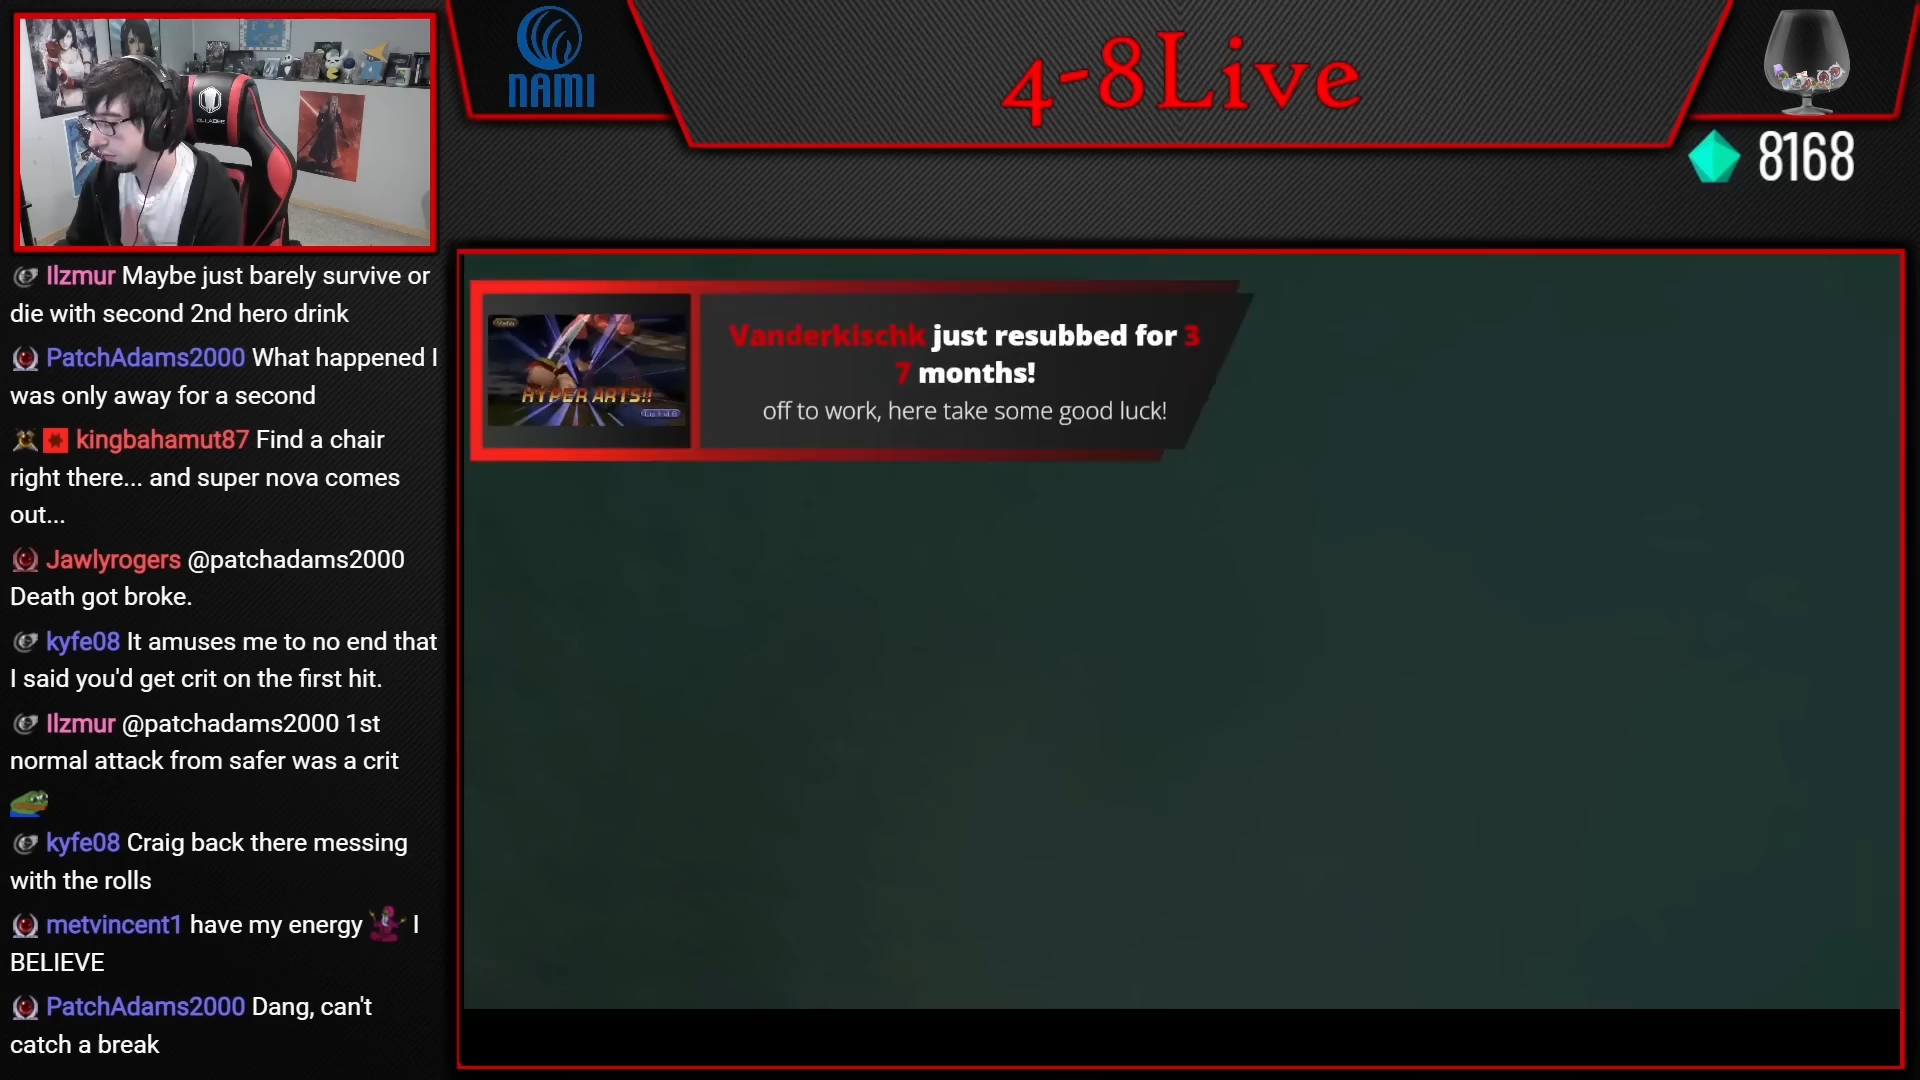 NAMI
4-8Live
8168
Ilzmur Maybe just barely survive or
die with second 2nd hero drink
PatchAdams2000 What happened I
was only away for a second
kingbahamut87 Find a chair
right there... and super nova comes
out...
Jawlyrogers @patchadams2000
Death got broke.
kyfe08 It amuses me to no end that
I said you'd get crit on the first hit.
Ilzmur @patchadams2000 1st
normal attack from safer was a crit
kyfe08 Craig back there messing
with the rolls
metvincent1 have my energy I
BELIEVE
PatchAdams2000 Dang, can't
catch a break
HYPER ARTS!!
Vanderkischk just resubbed for 3
7 months!
off to work, here take some good luck!